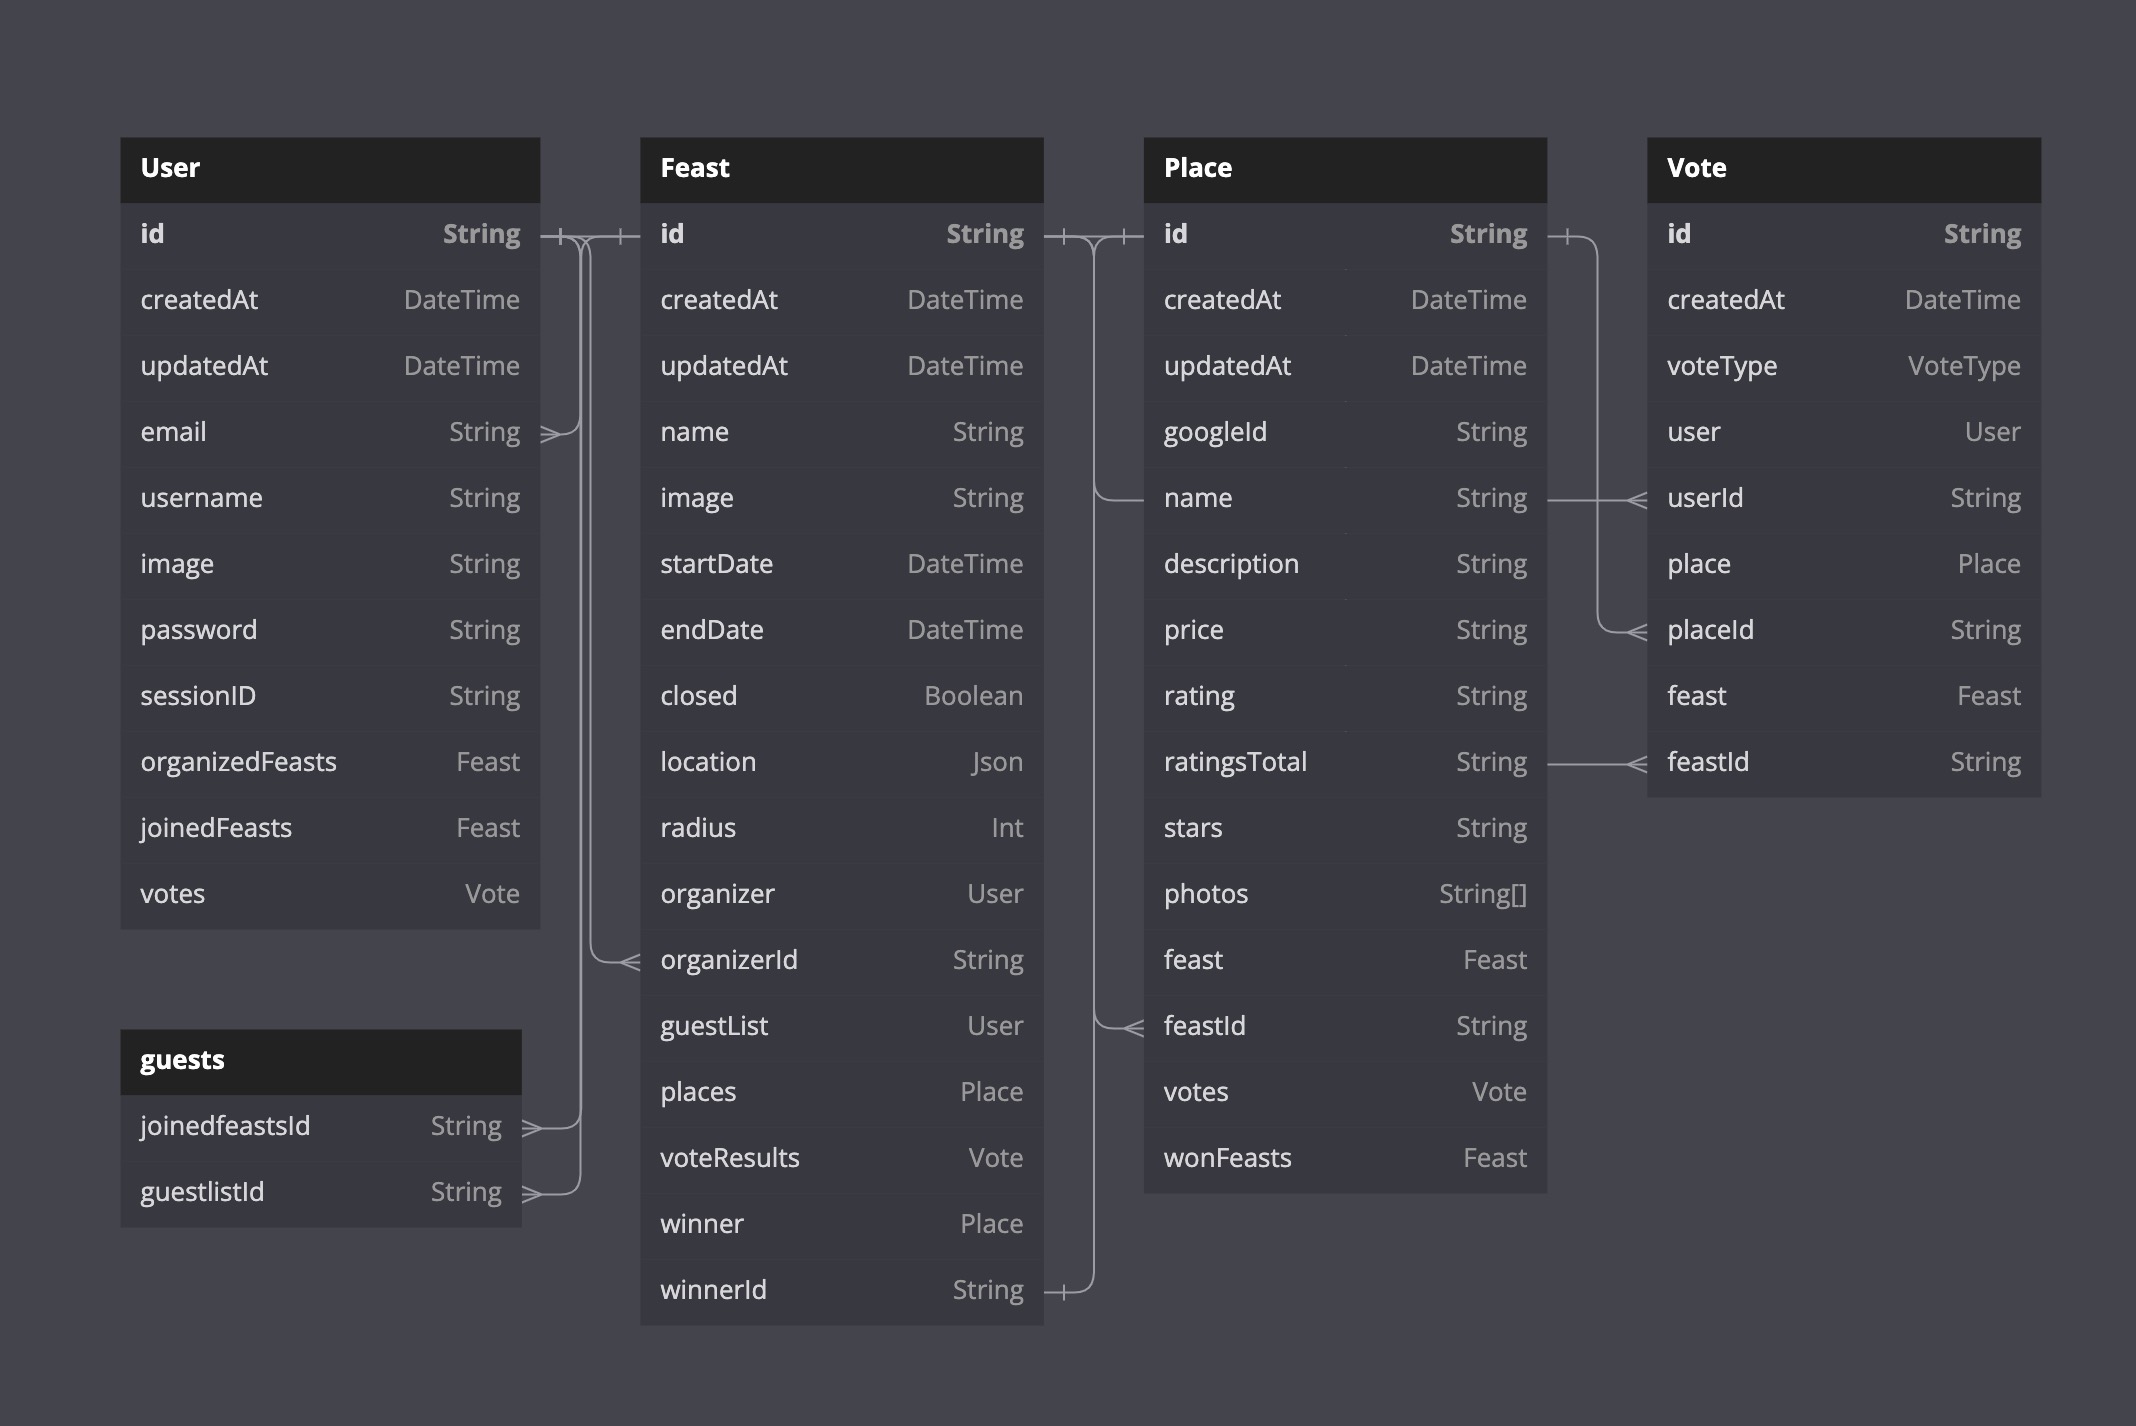 User
id String
createdAt DateTime
updatedAt DateTime
email String
username String
image String
password String
sessionID String
organizedFeasts Feast
joinedFeasts Feast
votes Vote
guests
joinedfeastsId String
guestlistId String
Feast
id String
createdAt DateTime
updatedAt DateTime
name String
image String
startDate DateTime
endDate DateTime
closed Boolean
location Json
radius Int
organizer User
organizerId String
guestList User
places Place
voteResults Vote
winner Place
winnerId String
Place
id String
createdAt DateTime
updatedAt DateTime
googleId String
name String
description String
price String
rating String
ratingsTotal String
stars String
photos String[]
feast Feast
feastId String
votes Vote
wonFeasts Feast
Vote
id String
createdAt DateTime
voteType VoteType
user User
userId String
place Place
placeId String
feast Feast
feastId String